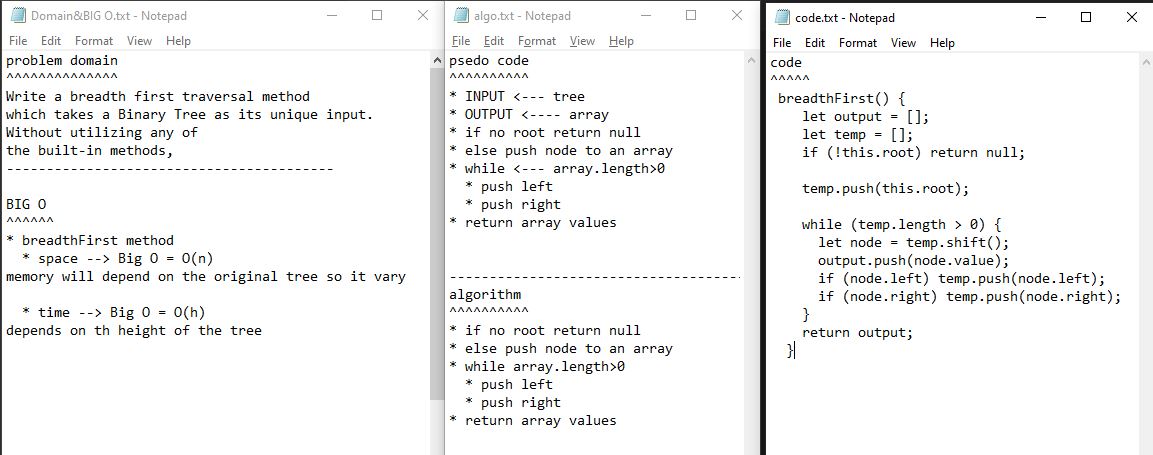 Domain&BIG O.txt - Notepad
File Edit Format View Help
problem domain
^^^^^^^^^^^^^^
Write a breadth first traversal method
which takes a Binary Tree as its unique input.
Without utilizing any of
the built-in methods,
-----------------------------------------
BIG O
^^^^^^
* breadthFirst method
  * space --> Big O = O(n)
memory will depend on the original tree so it vary
  * time --> Big O = O(h)
depends on th height of the tree
algo.txt - Notepad
File Edit Format View Help
psedo code
^^^^^^^^^^
* INPUT <--- tree
* OUTPUT <---- array
* if no root return null
* else push node to an array
* while <--- array.length>0
  * push left
  * push right
* return array values
-------------------------------------
algorithm
^^^^^^^^^^
* if no root return null
* else push node to an array
* while array.length>0
  * push left
  * push right
* return array values
code.txt - Notepad
File Edit Format View Help
code
^^^^^
 breadthFirst() {
    let output = [];
    let temp = [];
    if (!this.root) return null;
    temp.push(this.root);
    while (temp.length > 0) {
      let node = temp.shift();
      output.push(node.value);
      if (node.left) temp.push(node.left);
      if (node.right) temp.push(node.right);
    }
    return output;
  }